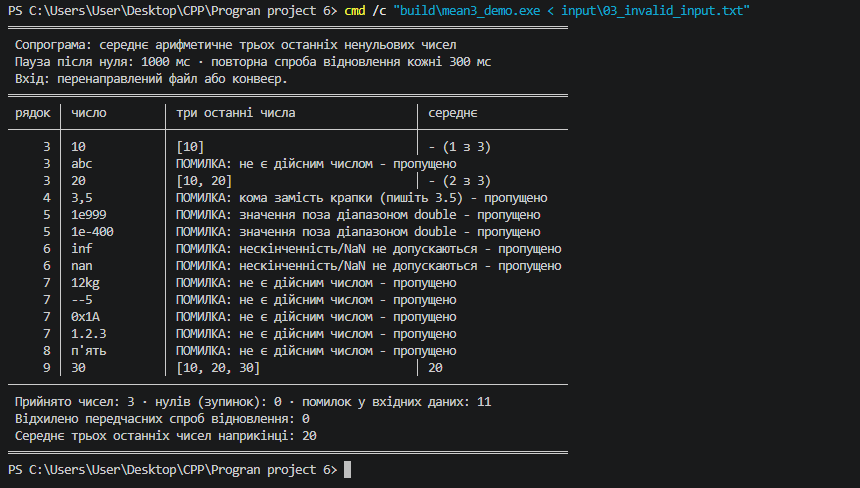 PS C:\Users\User\Desktop\CPP\Progran project 6> cmd /c "build\mean3_demo.exe < input\03_invalid_input.txt"
Сопрограма: середнє арифметичне трьох останніх ненульових чисел
Пауза після нуля: 1000 мс · повторна спроба відновлення кожні 300 мс
Вхід: перенаправлений файл або конвеєр.
рядок │ число │ три останні числа │ середнє
3 │ 10 │ [10] │ - (1 з 3)
3 │ abc │ ПОМИЛКА: не є дійсним числом - пропущено
3 │ 20 │ [10, 20] │ - (2 з 3)
4 │ 3,5 │ ПОМИЛКА: кома замість крапки (пишіть 3.5) - пропущено
5 │ 1e999 │ ПОМИЛКА: значення поза діапазоном double - пропущено
5 │ 1e-400 │ ПОМИЛКА: значення поза діапазоном double - пропущено
6 │ inf │ ПОМИЛКА: нескінченність/NaN не допускаються - пропущено
6 │ nan │ ПОМИЛКА: нескінченність/NaN не допускаються - пропущено
7 │ 12kg │ ПОМИЛКА: не є дійсним числом - пропущено
7 │ --5 │ ПОМИЛКА: не є дійсним числом - пропущено
7 │ 0x1A │ ПОМИЛКА: не є дійсним числом - пропущено
7 │ 1.2.3 │ ПОМИЛКА: не є дійсним числом - пропущено
8 │ п'ять │ ПОМИЛКА: не є дійсним числом - пропущено
9 │ 30 │ [10, 20, 30] │ 20
Прийнято чисел: 3 · нулів (зупинок): 0 · помилок у вхідних даних: 11
Відхилено передчасних спроб відновлення: 0
Середнє трьох останніх чисел наприкінці: 20
PS C:\Users\User\Desktop\CPP\Progran project 6>